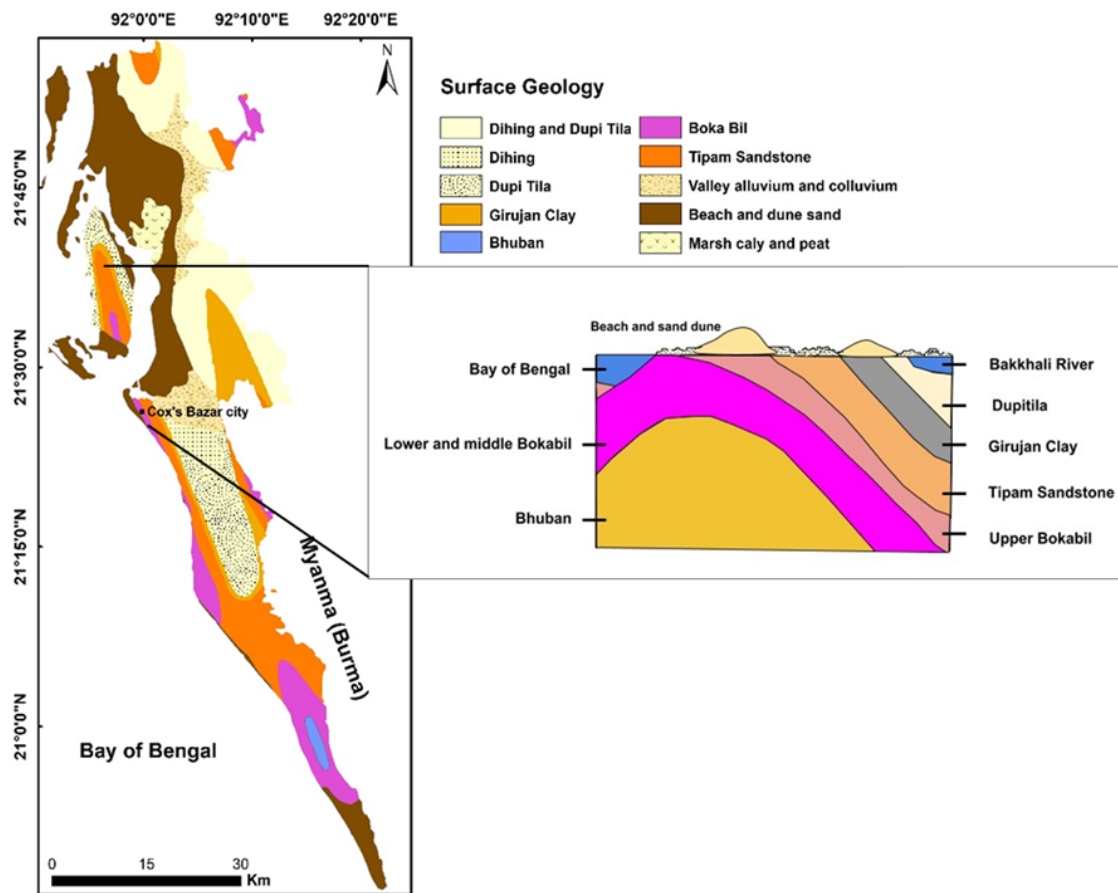 92°0'0"E 92°10'0"E 92°20'0"E
21°45'0"N
21°30'0"N
21°15'0"N
21°0'0"N
N
Cox's Bazar city
Myanma (Burma)
Bay of Bengal
0 15 30
Km
Surface Geology
Dihing and Dupi Tila
Dihing
Dupi Tila
Girujan Clay
Bhuban
Boka Bil
Tipam Sandstone
Valley alluvium and colluvium
Beach and dune sand
Marsh caly and peat
Beach and sand dune
Bay of Bengal
Lower and middle Bokabil
Bhuban
Bakkhali River
Dupitila
Girujan Clay
Tipam Sandstone
Upper Bokabil